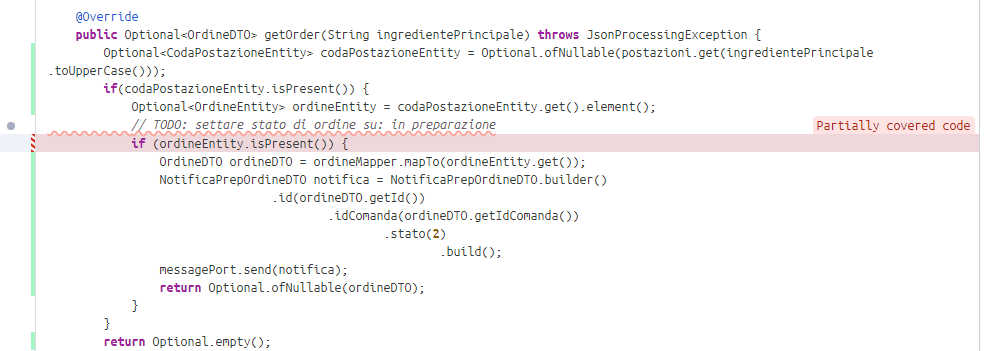 @Override
public Optional<OrdineDTO> getOrder(String ingredientePrincipale) throws JsonProcessingException {
Optional<CodaPostazioneEntity> codaPostazioneEntity = Optional.ofNullable(postazioni.get(ingredientePrincipale
.toUpperCase()));
if(codaPostazioneEntity.isPresent()) {
Optional<OrdineEntity> ordineEntity = codaPostazioneEntity.get().element();
// TODO: settare stato di ordine su: in preparazione
Partially covered code
if (ordineEntity.isPresent()) {
OrdineDTO ordineDTO = ordineMapper.mapTo(ordineEntity.get());
NotificaPrepOrdineDTO notifica = NotificaPrepOrdineDTO.builder()
.id(ordineDTO.getId())
.idComanda(ordineDTO.getIdComanda())
.stato(2)
.build();
messagePort.send(notifica);
return Optional.ofNullable(ordineDTO);
}
}
return Optional.empty();